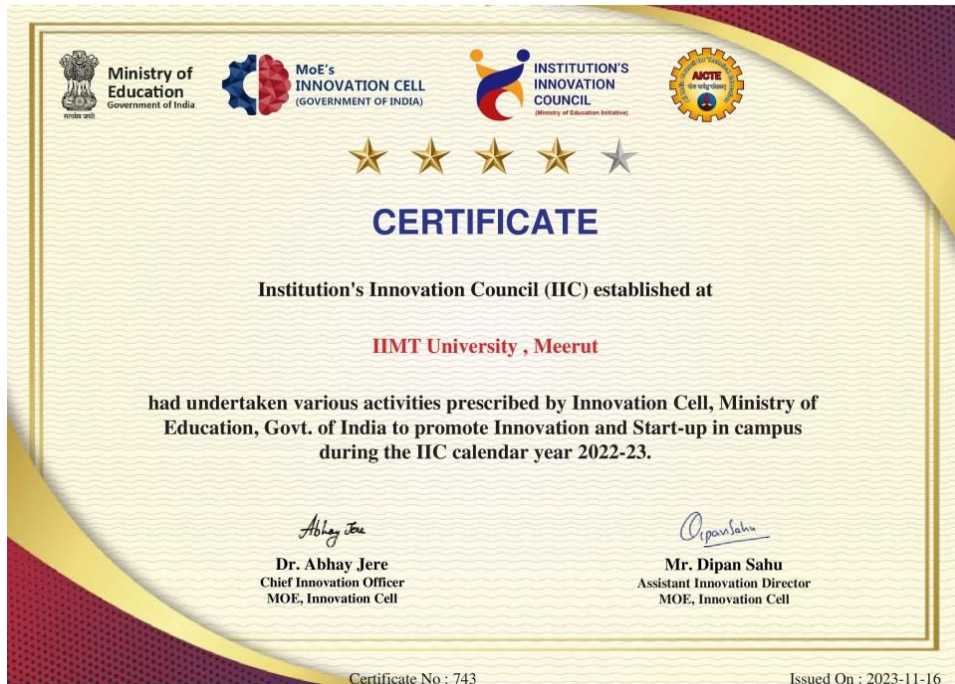 Ministry of
Education
Government of India
सत्यमेव जयते
MoE's
INNOVATION CELL
(GOVERNMENT OF INDIA)
INSTITUTION'S
INNOVATION
COUNCIL
(Ministry of Education Initiative)
AICTE
CERTIFICATE
Institution's Innovation Council (IIC) established at
IIMT University , Meerut
had undertaken various activities prescribed by Innovation Cell, Ministry of
Education, Govt. of India to promote Innovation and Start-up in campus
during the IIC calendar year 2022-23.
Abhay Jere
Dipan Sahu
Dr. Abhay Jere
Chief Innovation Officer
MOE, Innovation Cell
Mr. Dipan Sahu
Assistant Innovation Director
MOE, Innovation Cell
Certificate No : 743
Issued On : 2023-11-16